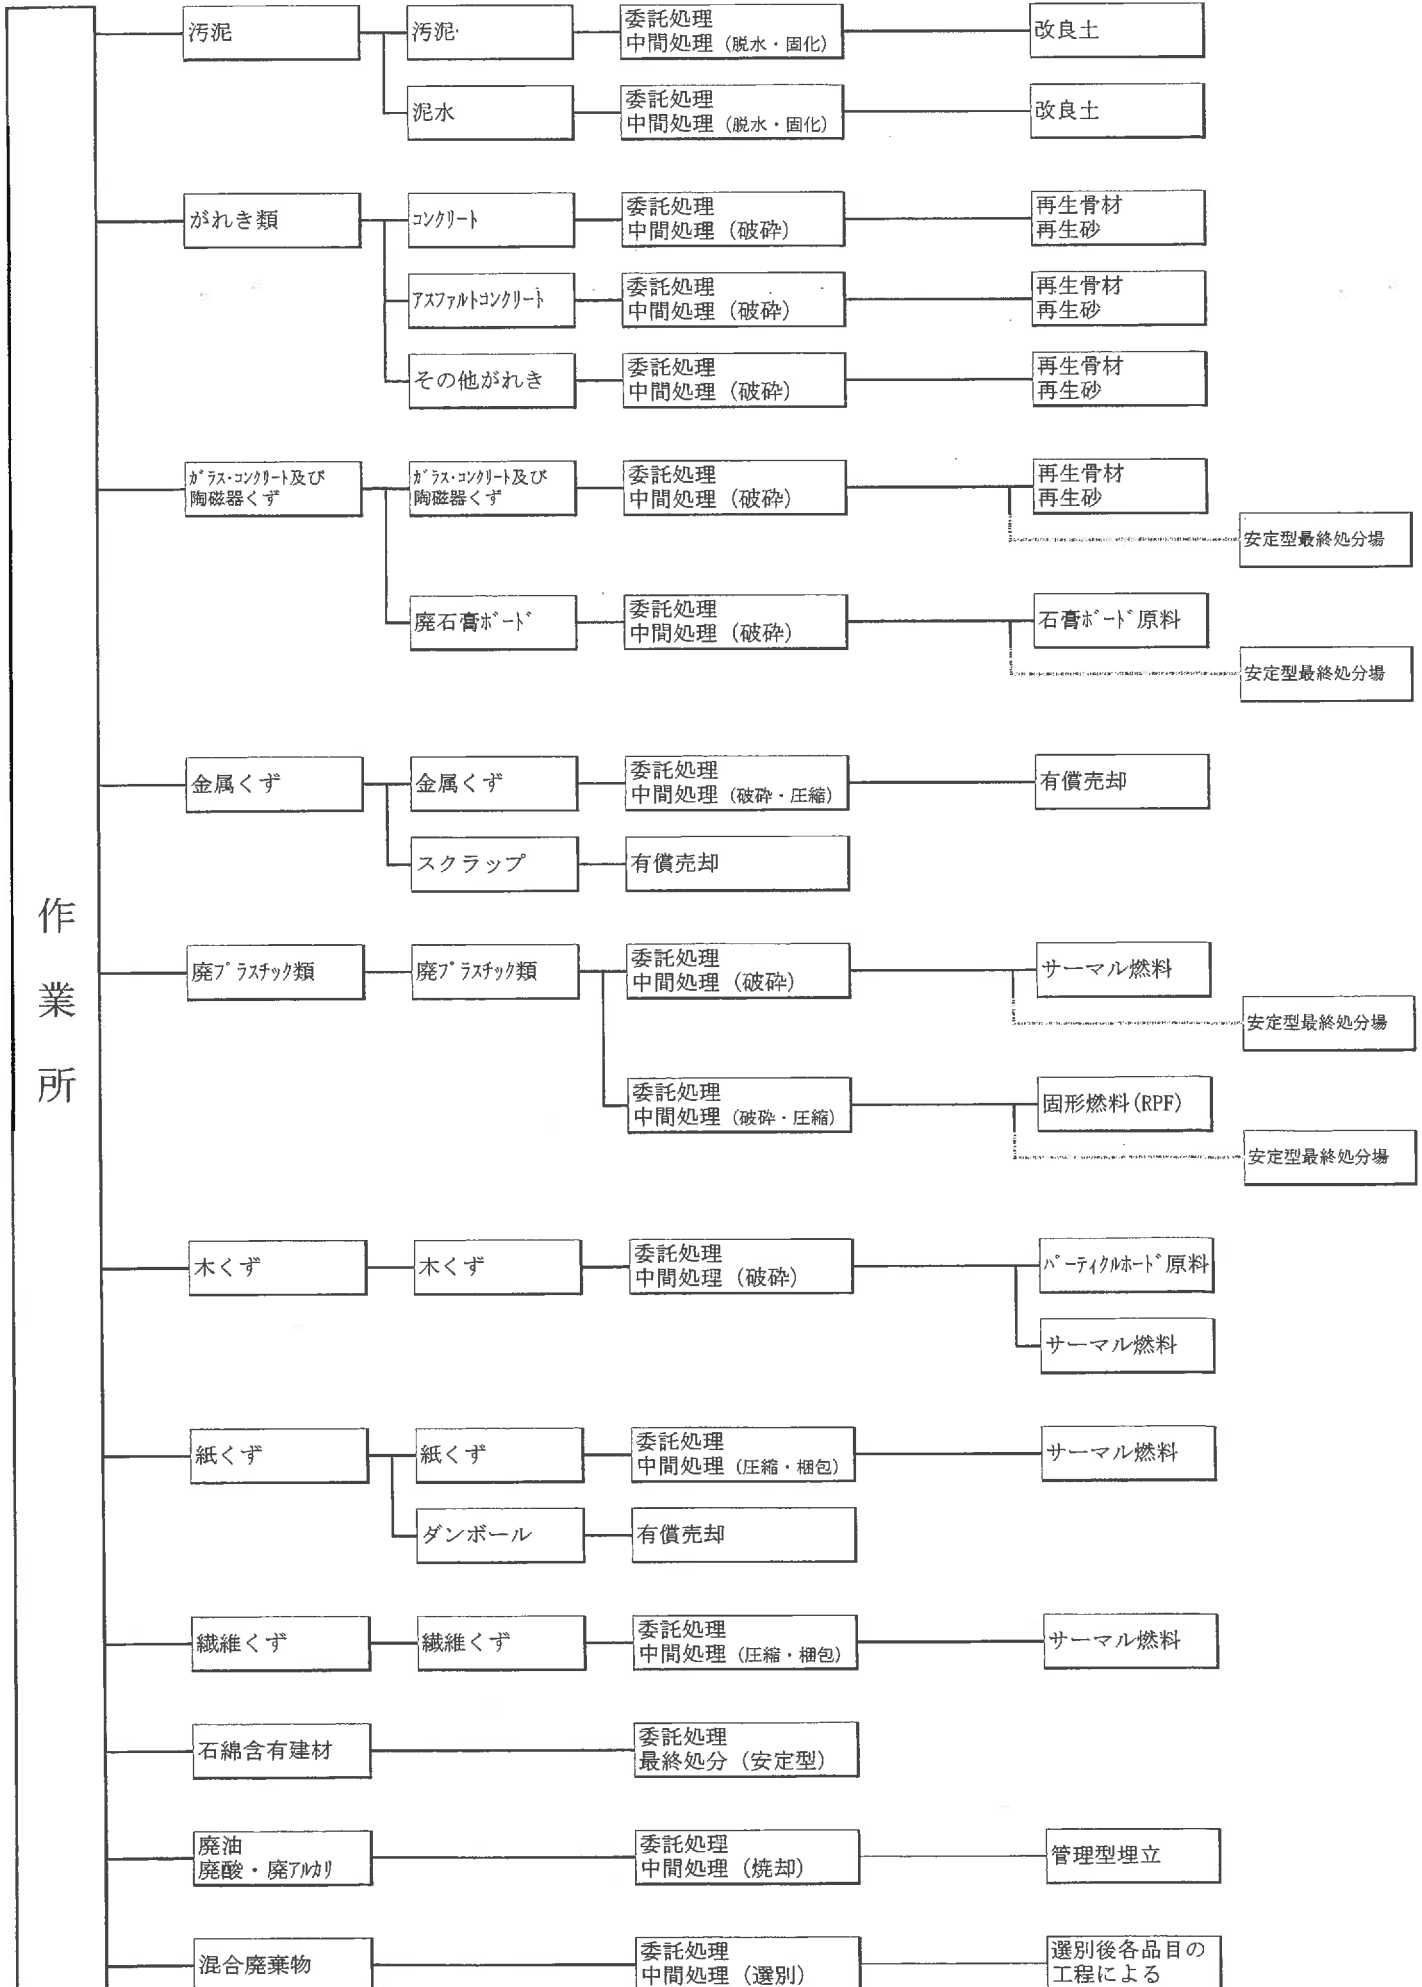 作業所
汚泥
汚泥
委託処理
中間処理（脱水・固化）
改良土
泥水
委託処理
中間処理（脱水・固化）
改良土
がれき類
コンクリート
委託処理
中間処理（破砕）
再生骨材
再生砂
アスファルトコンクリート
委託処理
中間処理（破砕）
再生骨材
再生砂
その他がれき
委託処理
中間処理（破砕）
再生骨材
再生砂
ガラス・コンクリート及び
陶磁器くず
ガラス・コンクリート及び
陶磁器くず
委託処理
中間処理（破砕）
再生骨材
再生砂
安定型最終処分場
廃石膏ボード
委託処理
中間処理（破砕）
石膏ボード原料
安定型最終処分場
金属くず
金属くず
委託処理
中間処理（破砕・圧縮）
有償売却
スクラップ
有償売却
廃プラスチック類
廃プラスチック類
委託処理
中間処理（破砕）
サーマル燃料
安定型最終処分場
委託処理
中間処理（破砕・圧縮）
固形燃料(RPF)
安定型最終処分場
木くず
木くず
委託処理
中間処理（破砕）
パーティクルホード原料
サーマル燃料
紙くず
紙くず
委託処理
中間処理（圧縮・梱包）
サーマル燃料
ダンボール
有償売却
繊維くず
繊維くず
委託処理
中間処理（圧縮・梱包）
サーマル燃料
石綿含有建材
委託処理
最終処分（安定型）
廃油
廃酸・廃アルカリ
委託処理
中間処理（焼却）
管理型埋立
混合廃棄物
委託処理
中間処理（選別）
選別後各品目の
工程による